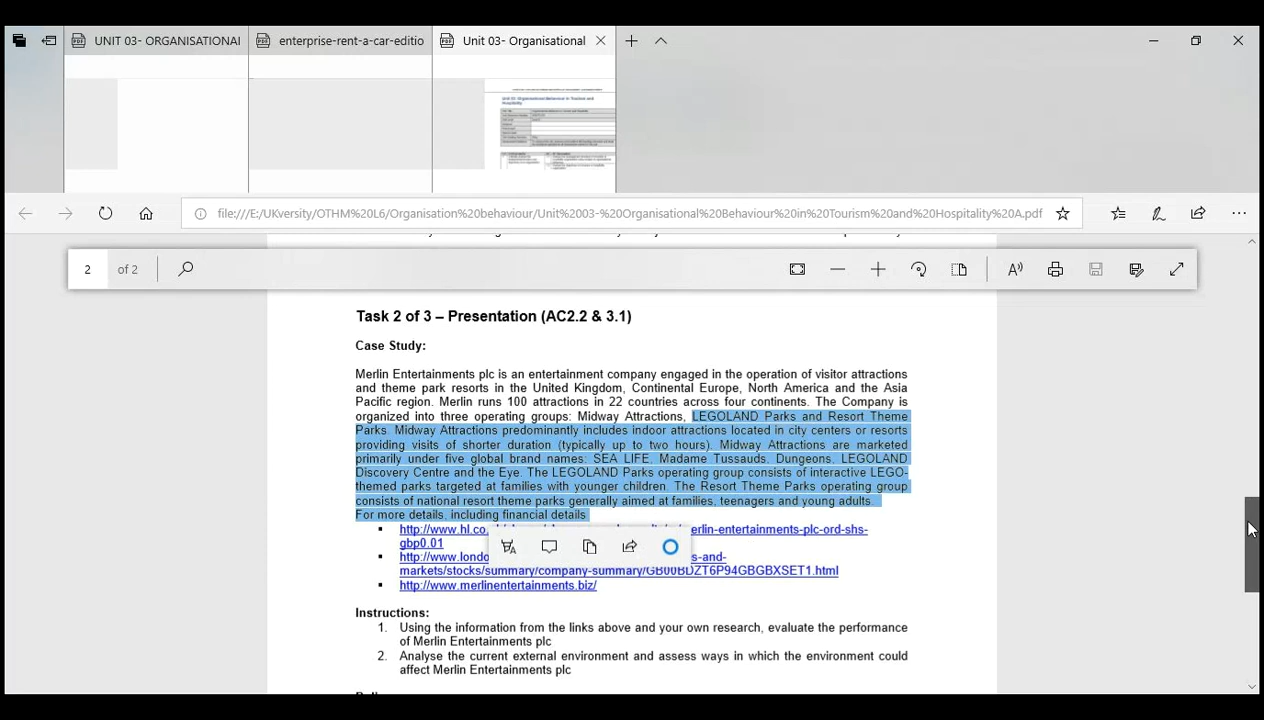 UNIT 03- ORGANISATIONAL
enterprise-rent-a-car-editio
Unit 03- Organisational
file:///E:/UKversity/OTHM%20L6/Organisation%20behaviour/Unit%2003-%20Organisational%20Behaviour%20in%20Tourism%20and%20Hospitality%20A.pdf
2 of 2
Task 2 of 3 – Presentation (AC2.2 & 3.1)
Case Study:
Merlin Entertainments plc is an entertainment company engaged in the operation of visitor attractions
and theme park resorts in the United Kingdom, Continental Europe, North America and the Asia
Pacific region. Merlin runs 100 attractions in 22 countries across four continents. The Company is
organized into three operating groups: Midway Attractions, LEGOLAND Parks and Resort Theme
Parks. Midway Attractions predominantly includes indoor attractions located in city centers or resorts
providing visits of shorter duration (typically up to two hours). Midway Attractions are marketed
primarily under five global brand names: SEA LIFE, Madame Tussauds, Dungeons, LEGOLAND
Discovery Centre and the Eye. The LEGOLAND Parks operating group consists of interactive LEGO-
themed parks targeted at families with younger children. The Resort Theme Parks operating group
consists of national resort theme parks generally aimed at families, teenagers and young adults.
For more details, including financial details
http://www.hl.co. erlin-entertainments-plc-ord-shs-
gbp0.01
http://www.londo s-and-
markets/stocks/summary/company-summary/GB00BDZT6P94GBGBXSET1.html
http://www.merlinentertainments.biz/
Instructions:
1. Using the information from the links above and your own research, evaluate the performance
of Merlin Entertainments plc
2. Analyse the current external environment and assess ways in which the environment could
affect Merlin Entertainments plc